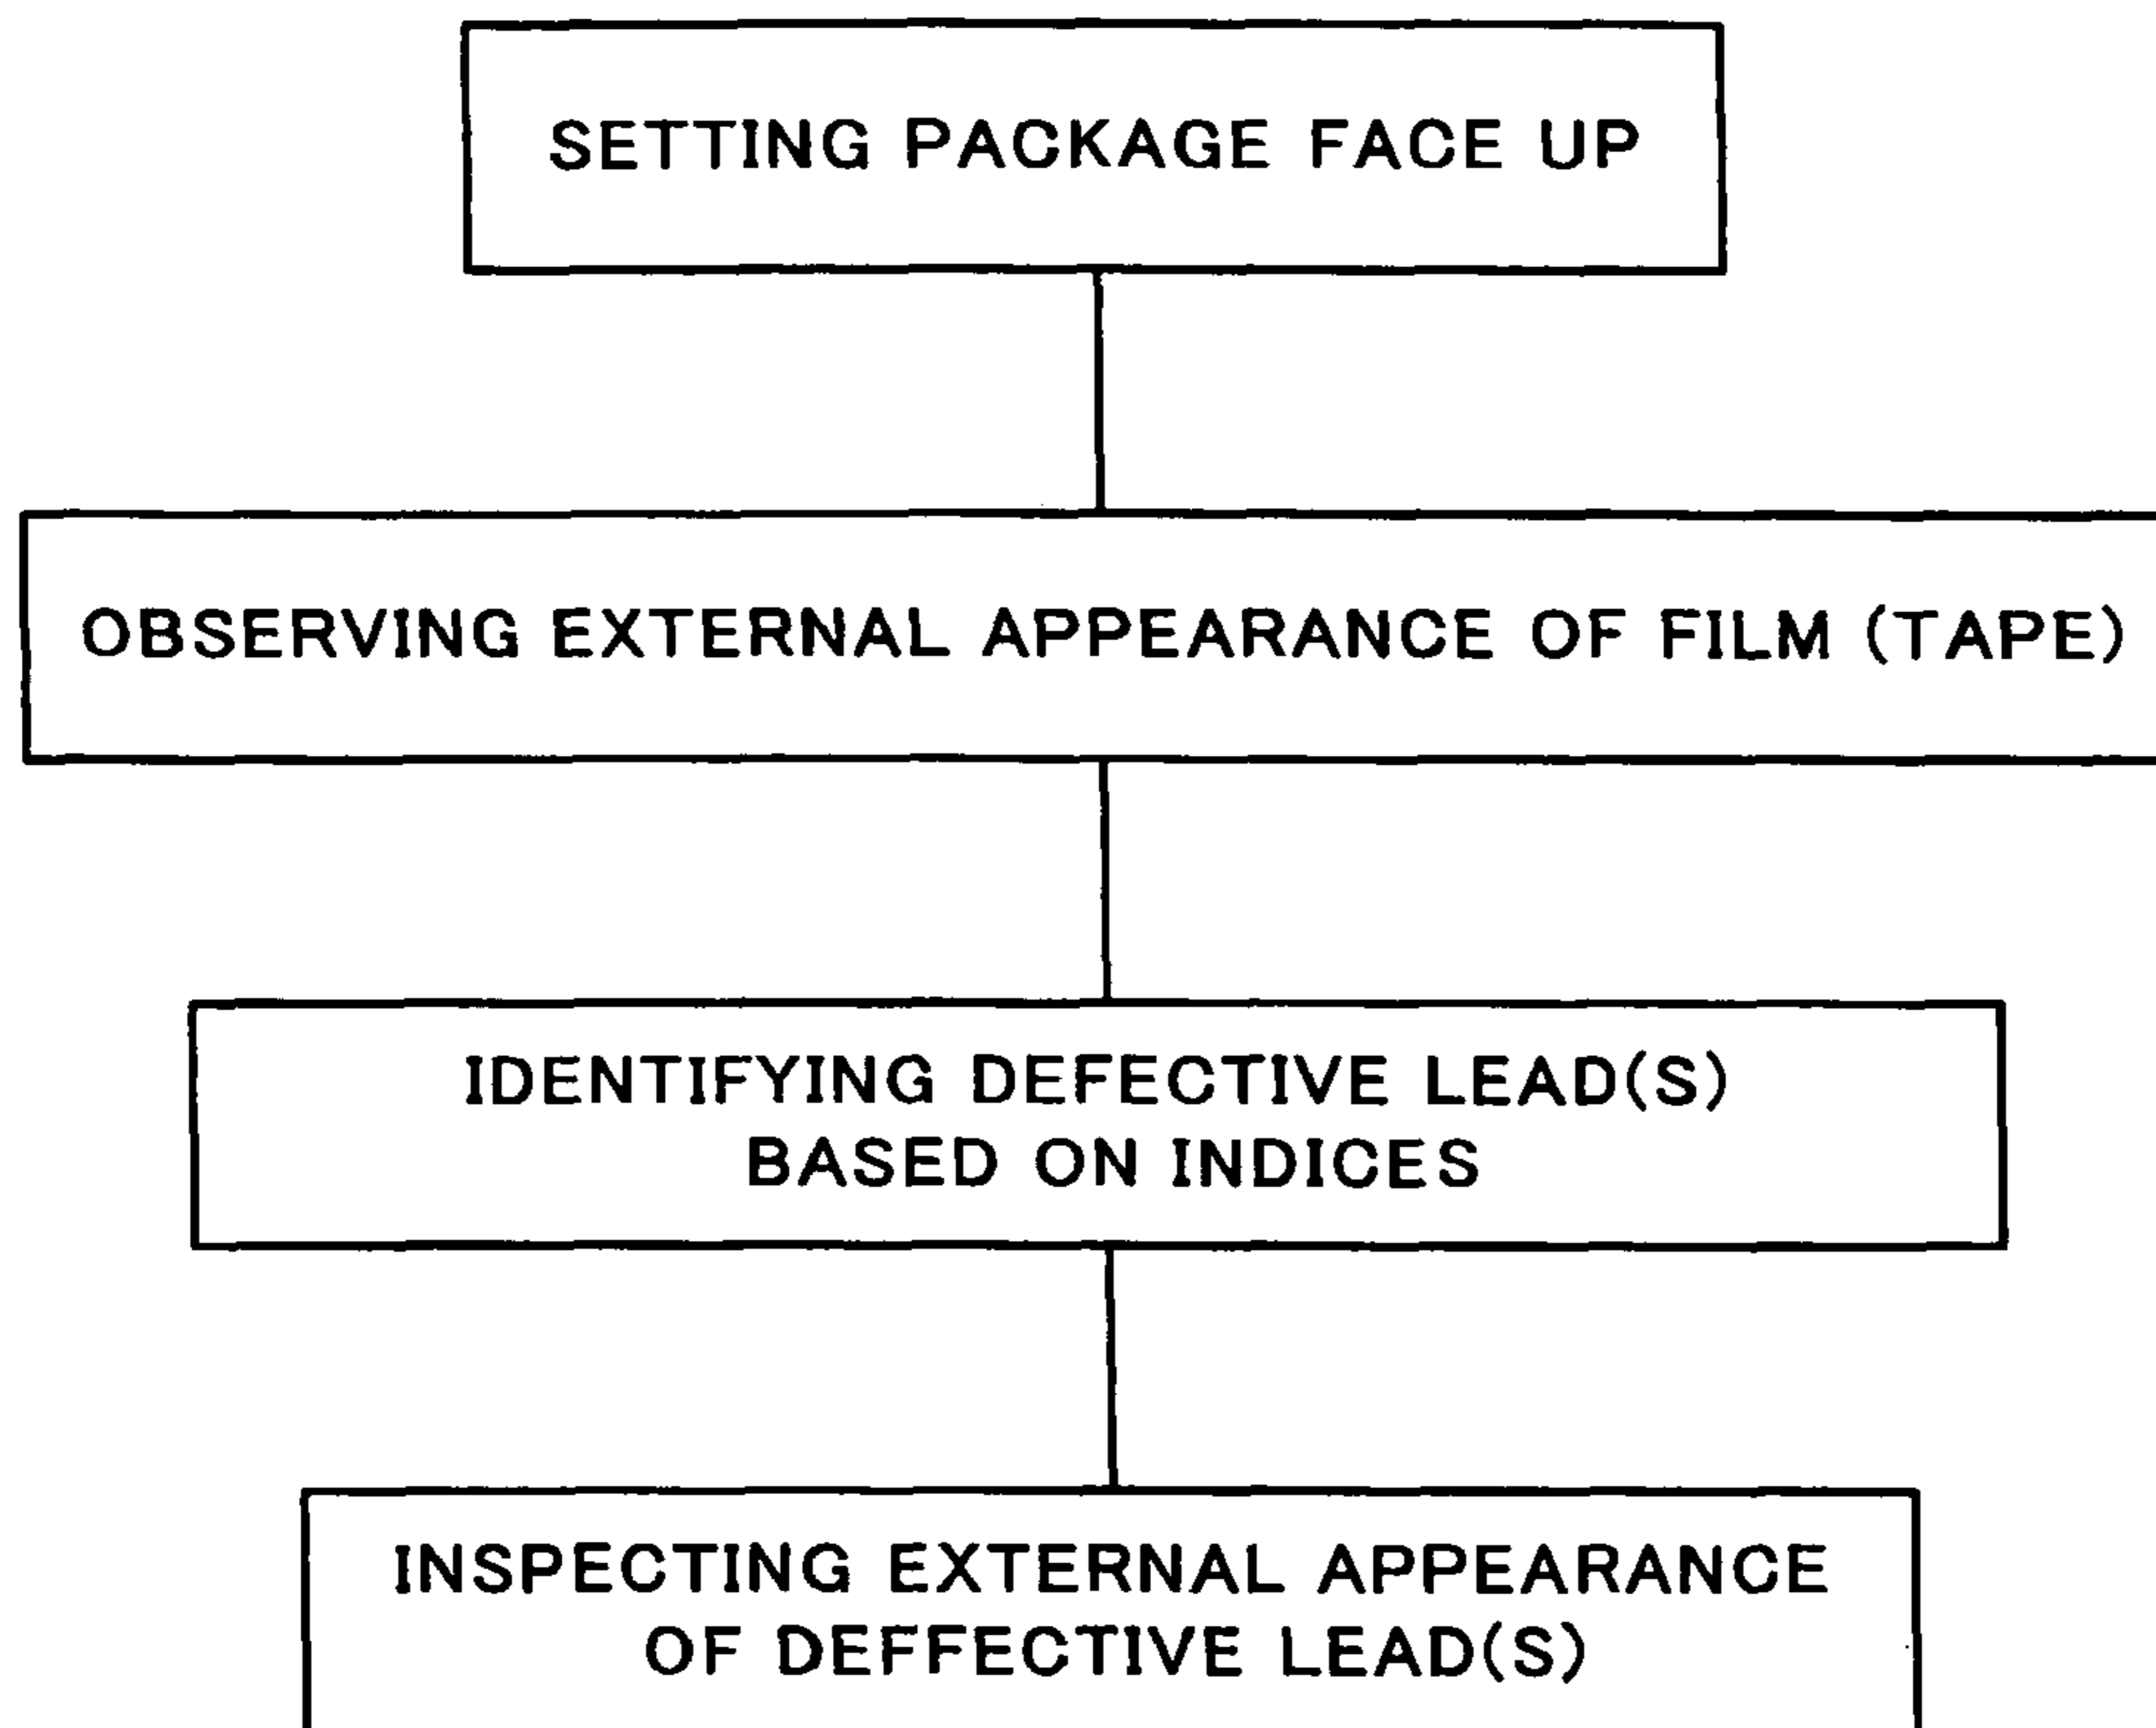 SETTING PACKAGE FACE UP
OBSERVING EXTERNAL APPEARANCE OF FILM (TAPE)
IDENTIFYING DEFECTIVE LEAD(S)
BASED ON INDICES
INSPECTING EXTERNAL APPEARANCE
OF DEFFECTIVE LEAD(S)